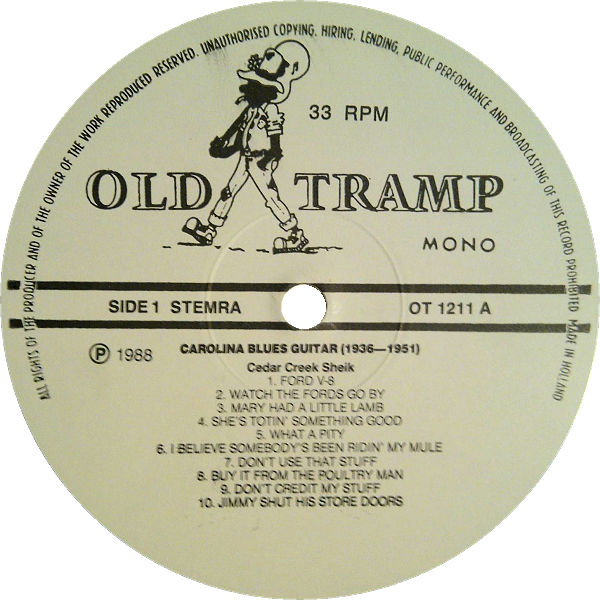 ALL RIGHTS OF THE PRODUCER AND OF THE OWNER OF THE WORK REPRODUCED RESERVED. UNAUTHORISED COPYING, HIRING, LENDING, PUBLIC PERFORMANCE AND BROADCASTING OF THIS RECORD PROHIBITED. MADE IN HOLLAND
33 RPM
OLD TRAMP
MONO
SIDE 1 STEMRA
OT 1211 A
Ⓟ 1988
CAROLINA BLUES GUITAR (1936—1951)
Cedar Creek Sheik
1. FORD V-8
2. WATCH THE FORDS GO BY
3. MARY HAD A LITTLE LAMB
4. SHE'S TOTIN' SOMETHING GOOD
5. WHAT A PITY
6. I BELIEVE SOMEBODY'S BEEN RIDIN' MY MULE
7. DON'T USE THAT STUFF
8. BUY IT FROM THE POULTRY MAN
9. DON'T CREDIT MY STUFF
10. JIMMY SHUT HIS STORE DOORS